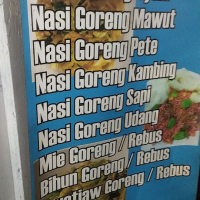 Nasi Goreng Mawut
Nasi Goreng Pete
Nasi Goreng Kambing
Nasi Goreng Sapi
Nasi Goreng Udang
Mie Goreng / Rebus
Bihun Goreng / Rebus
Goreng / Rebus